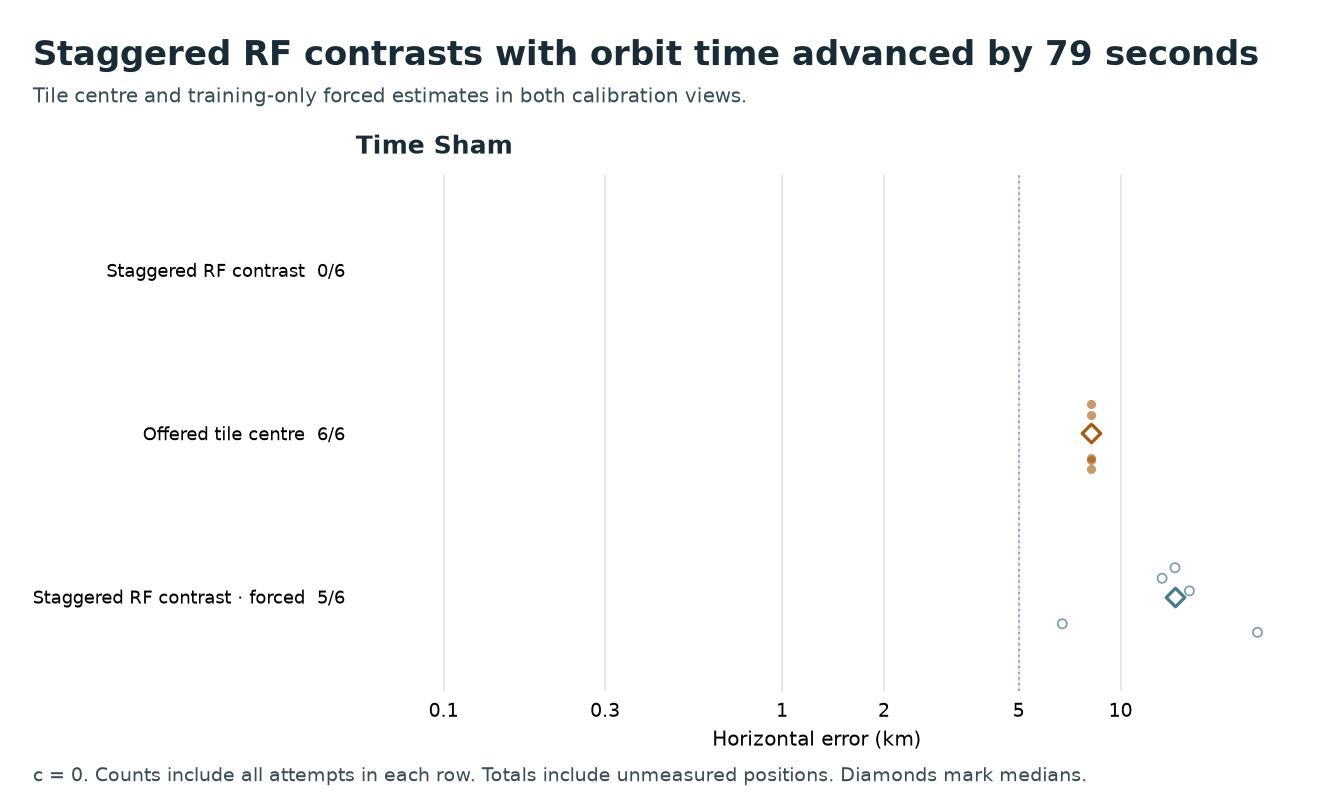 Staggered RF contrasts with orbit time advanced by 79 seconds
Tile centre and training-only forced estimates in both calibration views.
Time Sham
Staggered RF contrast 0/6
Offered tile centre 6/6
Staggered RF contrast · forced 5/6
0.1 0.3 1 2 5 10
Horizontal error (km)
c = 0. Counts include all attempts in each row. Totals include unmeasured positions. Diamonds mark medians.